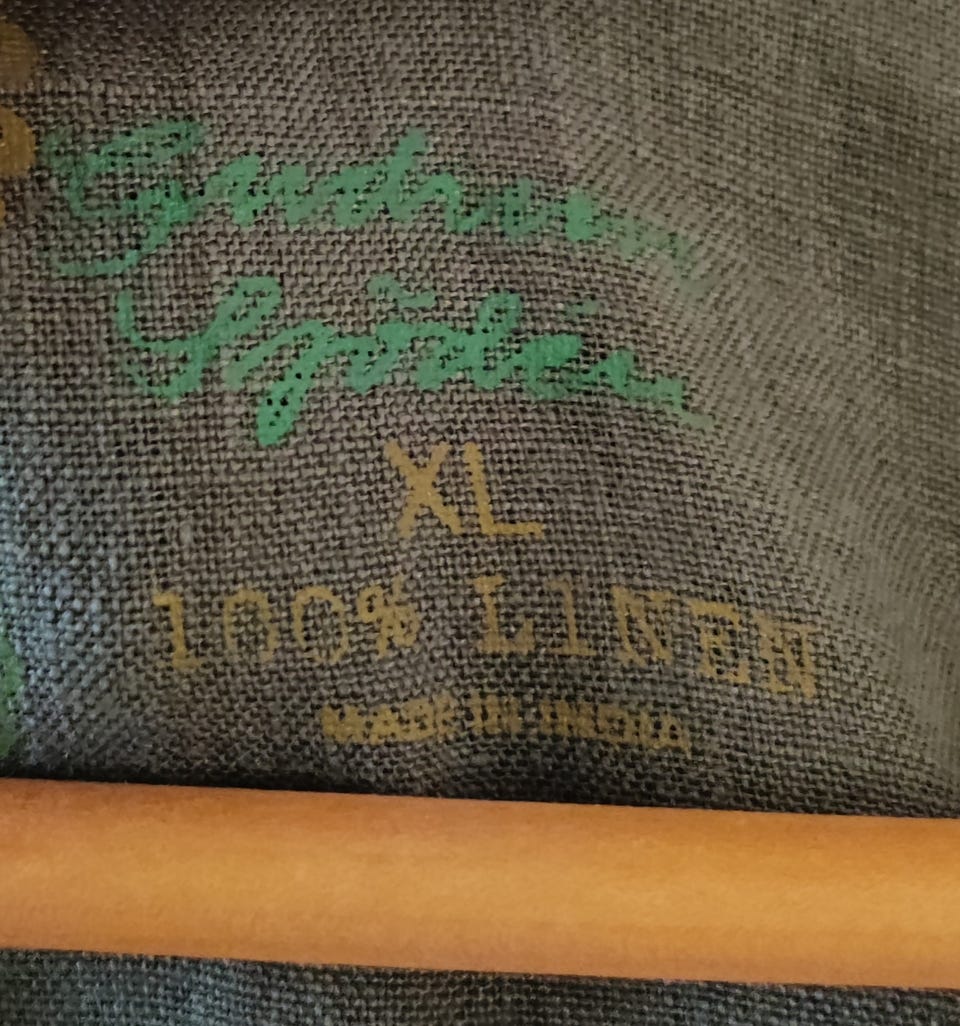 Gudrun
Sjödén
XL
100% LINEN
MADE IN INDIA